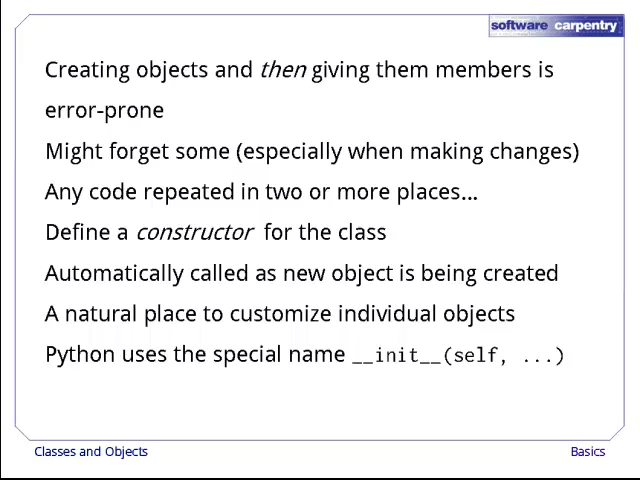 software carpentry
Creating objects and then giving them members is
error-prone
Might forget some (especially when making changes)
Any code repeated in two or more places...
Define a constructor for the class
Automatically called as new object is being created
A natural place to customize individual objects
Python uses the special name __init__(self, ...)
Classes and Objects
Basics